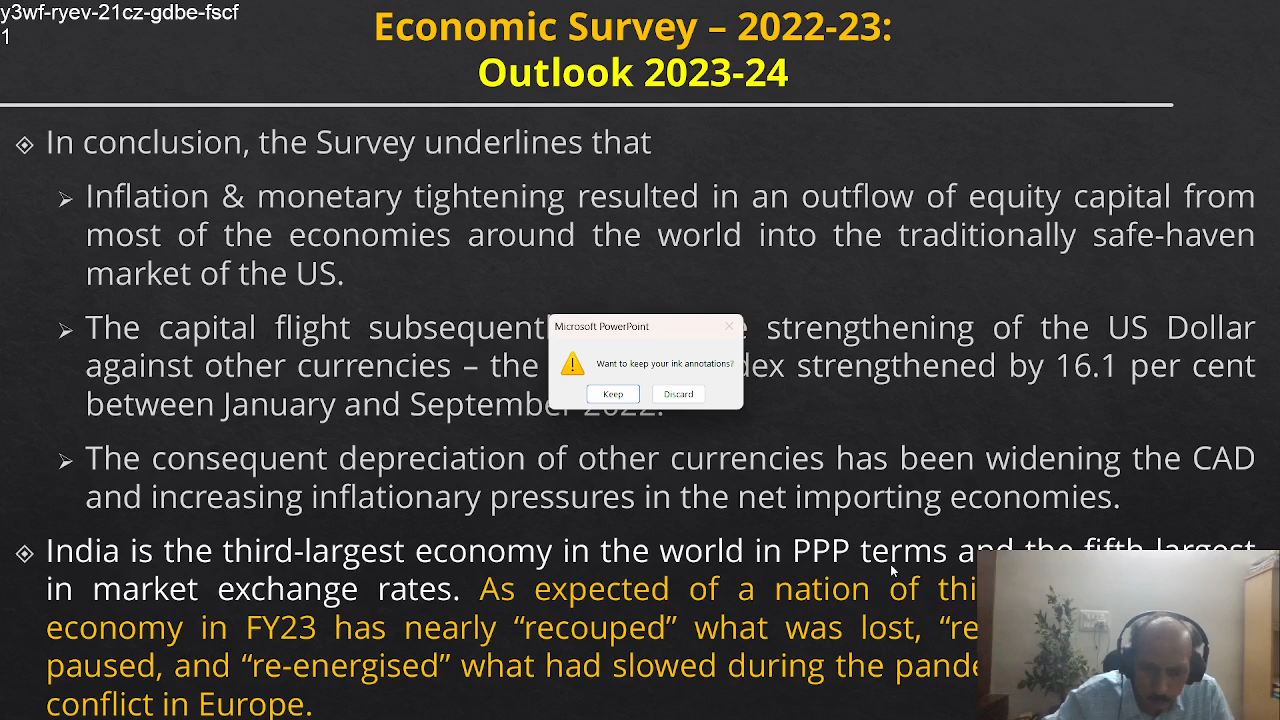 y3wf-ryev-21cz-gdbe-fscf
1
Economic Survey – 2022-23:
Outlook 2023-24
In conclusion, the Survey underlines that
Inflation & monetary tightening resulted in an outflow of equity capital from
most of the economies around the world into the traditionally safe-haven
market of the US.
The capital flight subsequent strengthening of the US Dollar
against other currencies – the strengthened by 16.1 per cent
between January and September 2022.
Microsoft PowerPoint
Want to keep your ink annotations?
Keep
Discard
The consequent depreciation of other currencies has been widening the CAD
and increasing inflationary pressures in the net importing economies.
India is the third-largest economy in the world in PPP terms and the fifth largest
in market exchange rates. As expected of a nation of
economy in FY23 has nearly “recouped” what was lost,
paused, and “re-energised” what had slowed during the
conflict in Europe.